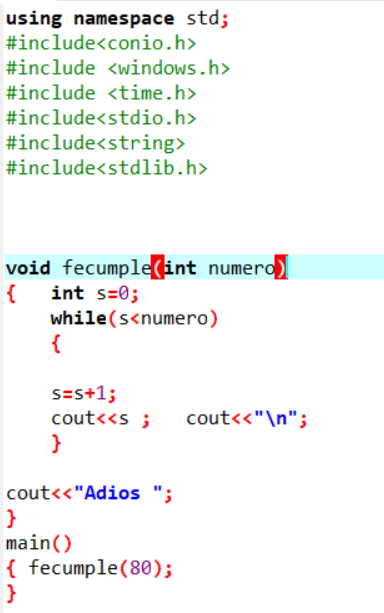 using namespace std;
#include<conio.h>
#include <windows.h>
#include <time.h>
#include<stdio.h>
#include<string>
#include<stdlib.h>
void fecumple(int numero)
{   int s=0;
    while(s<numero)
    {
    s=s+1;
    cout<<s ;   cout<<"\n";
    }
cout<<"Adios ";
}
main()
{ fecumple(80);
}